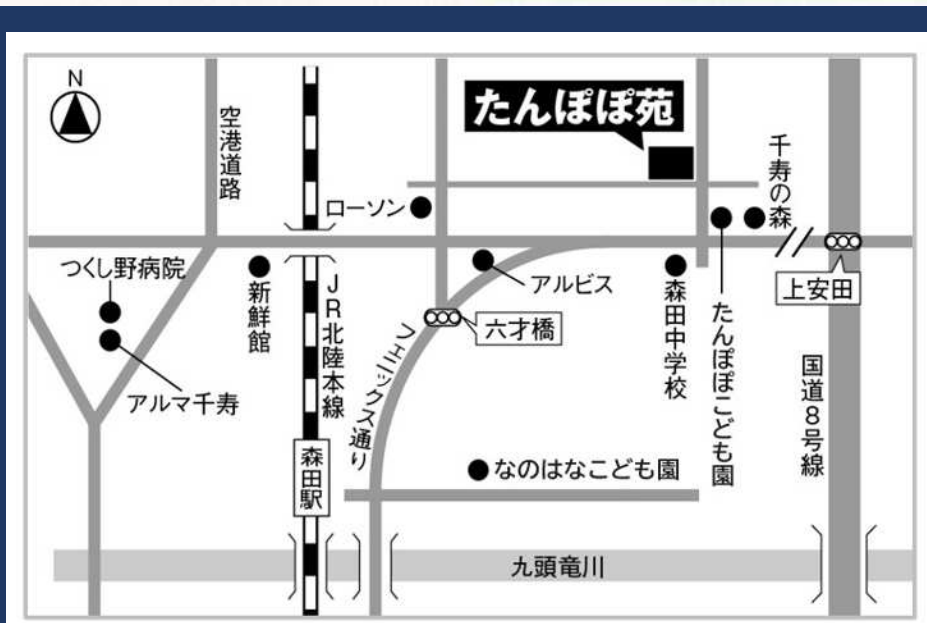 N
空港道路
たんぽぽ苑
千寿の森
ローソン
つくし野病院
新鮮館
JR北陸本線
アルビス
森田中学校
上安田
六才橋
たんぽぽこども園
アルマ千寿
フェニックス通り
国道8号線
森田駅
なのはなこども園
九頭竜川